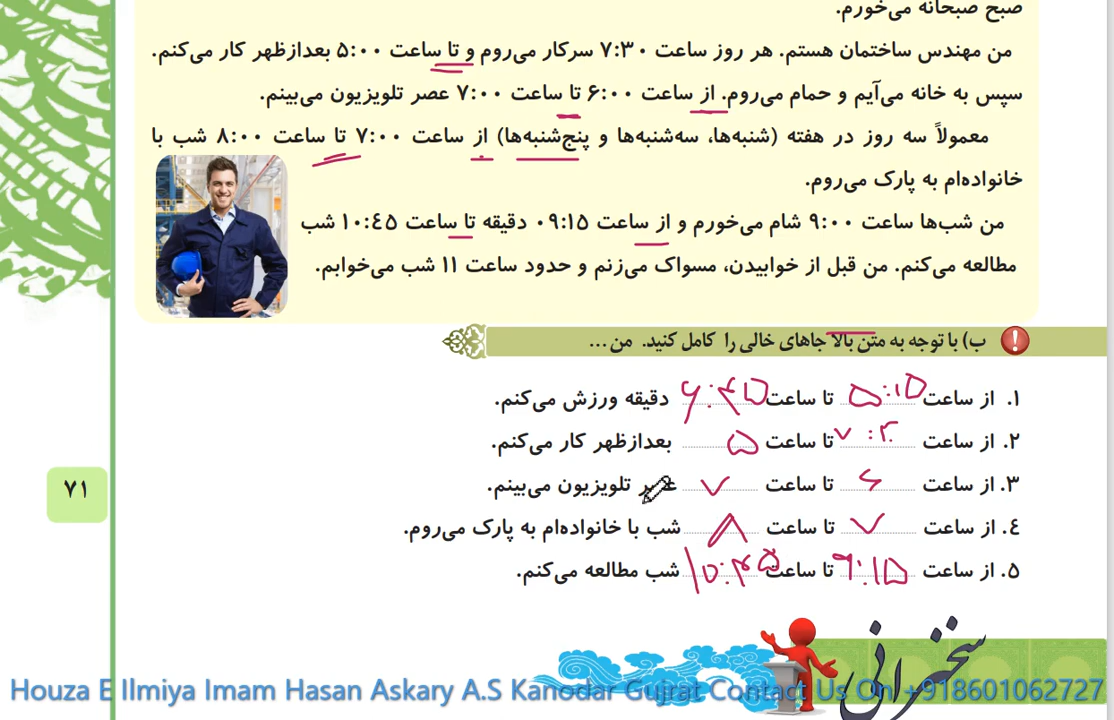 صبح صبحانه می‌خورم.
من مهندس ساختمان هستم. هر روز ساعت ۷:۳۰ سرکار می‌روم و تا ساعت ۵:۰۰ بعدازظهر کار می‌کنم.
سپس به خانه می‌آیم و حمام می‌روم. از ساعت ۶:۰۰ تا ساعت ۷:۰۰ عصر تلویزیون می‌بینم.
معمولاً سه روز در هفته (شنبه‌ها، سه‌شنبه‌ها و پنج‌شنبه‌ها) از ساعت ۷:۰۰ تا ساعت ۸:۰۰ شب با
خانواده‌ام به پارک می‌روم.
من شب‌ها ساعت ۹:۰۰ شام می‌خورم و از ساعت ۰۹:۱۵ دقیقه تا ساعت ۱۰:٤۵ شب
مطالعه می‌کنم. من قبل از خوابیدن، مسواک می‌زنم و حدود ساعت ۱۱ شب می‌خوابم.
ب) با توجه به متن بالا جاهای خالی را کامل کنید. من...
۱. از ساعت ۵:۱۵ تا ساعت ۶:۴۵ دقیقه ورزش می‌کنم.
۲. از ساعت ۷:۳۰ تا ساعت ۵ بعدازظهر کار می‌کنم.
۳. از ساعت ۶ تا ساعت ۷ عصر تلویزیون می‌بینم.
٤. از ساعت ۷ تا ساعت ۸ شب با خانواده‌ام به پارک می‌روم.
۵. از ساعت ۹:۱۵ تا ساعت ۱۰:۴۵ شب مطالعه می‌کنم.
۷۱
سخنرانی
Houza E Ilmiya Imam Hasan Askary A.S Kanodar Gujrat Contact Us On +918601062727